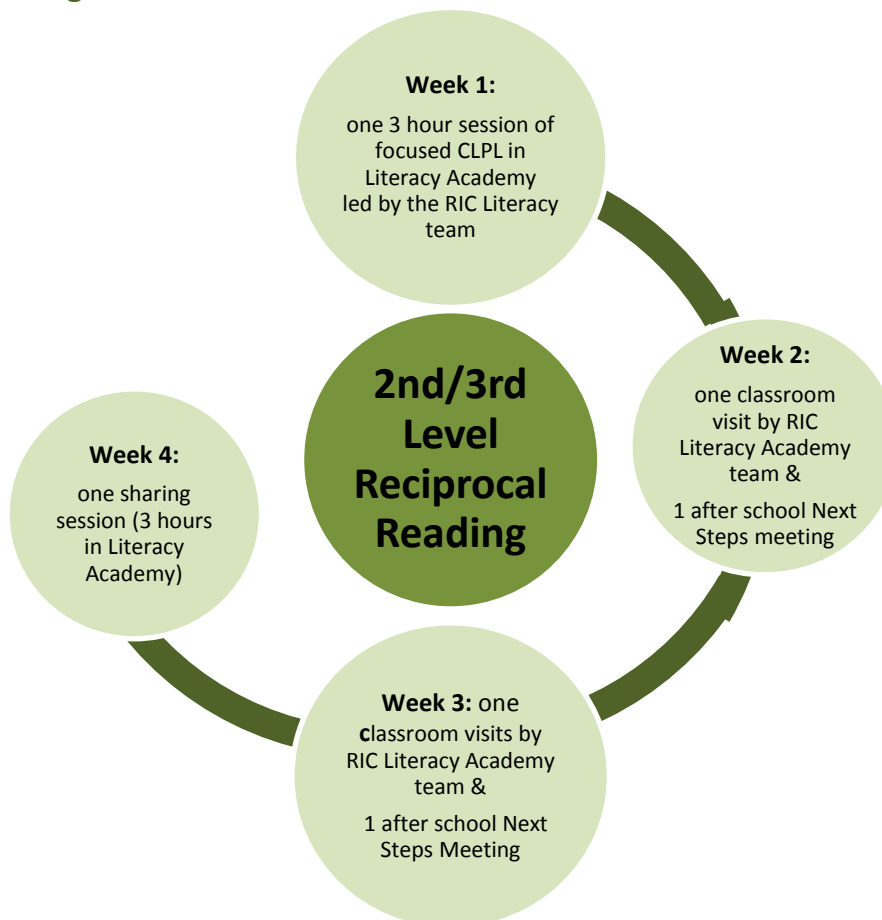 Week 1:
one 3 hour session of
focused CLPL in
Literacy Academy
led by the RIC Literacy
team
2nd/3rd
Level
Reciprocal
Reading
Week 2:
one classroom
visit by RIC
Literacy Academy
team &
1 after school Next
Steps meeting
Week 3: one
classroom visits by
RIC Literacy Academy
team &
1 after school Next
Steps Meeting
Week 4:
one sharing
session (3 hours
in Literacy
Academy)